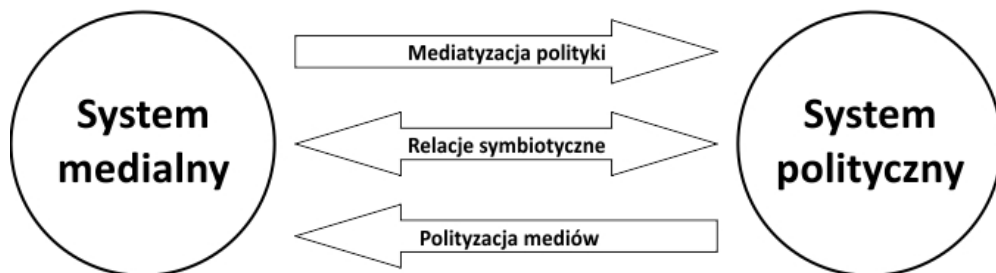 System
medialny
Mediatyzacja polityki
Relacje symbiotyczne
Polityzacja mediów
System
polityczny